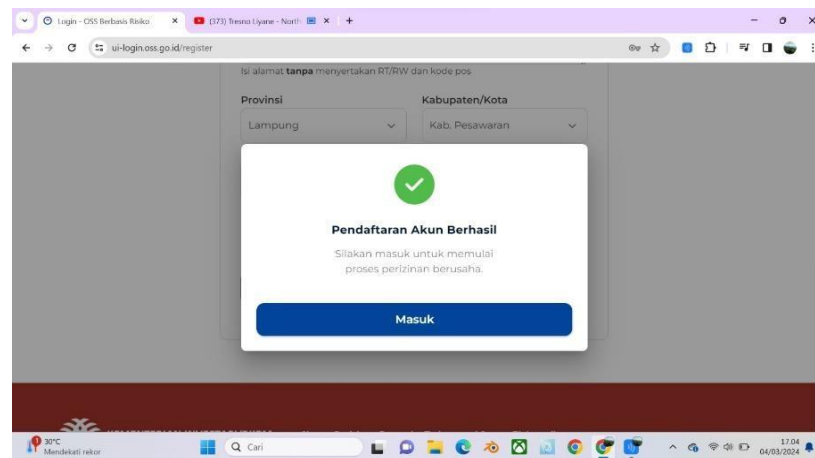 Login - OSS Berbasis Risiko
(373) Tresno Liyane - North
ui-login.oss.go.id/register
Isi alamat tanpa menyertakan RT/RW dan kode pos
Provinsi
Kabupaten/Kota
Lampung
Kab. Pesawaran
Pendaftaran Akun Berhasil
Silakan masuk untuk memulai
proses perizinan berusaha.
Masuk
30°C
Mendekati rekor
Cari
17.04
04/03/2024